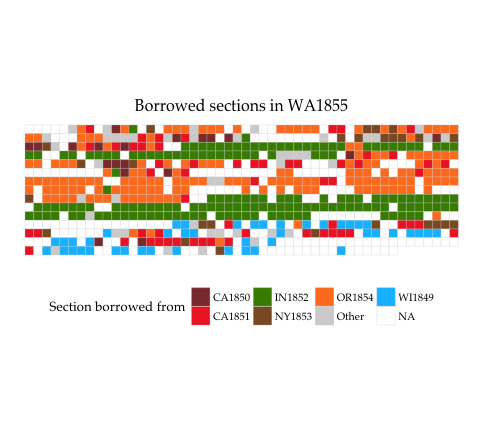 Borrowed sections in WA1855
Section borrowed from
CA1850 IN1852 OR1854 WI1849
CA1851 NY1853 Other NA